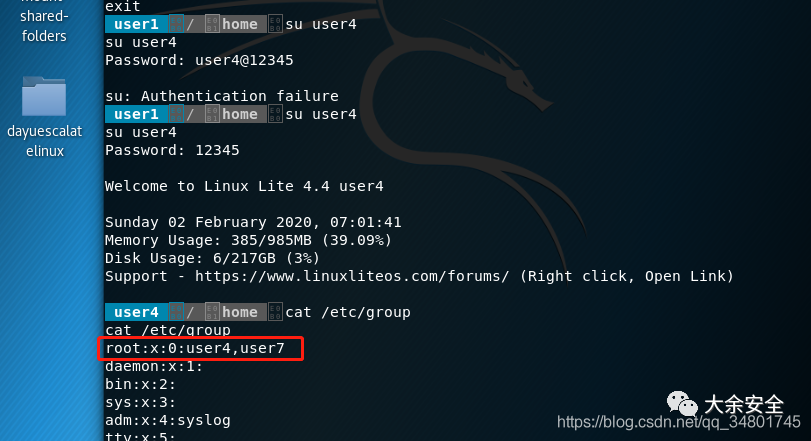 mount-
shared-
folders
dayuescalat
elinux
exit
user1 / home su user4
su user4
Password: user4@12345
su: Authentication failure
user1 / home su user4
su user4
Password: 12345
Welcome to Linux Lite 4.4 user4
Sunday 02 February 2020, 07:01:41
Memory Usage: 385/985MB (39.09%)
Disk Usage: 6/217GB (3%)
Support - https://www.linuxliteos.com/forums/ (Right click, Open Link)
user4 / home cat /etc/group
cat /etc/group
root:x:0:user4,user7
daemon:x:1:
bin:x:2:
sys:x:3:
adm:x:4:syslog
tty:x:5:
大余安全
https://blog.csdn.net/qq_34801745